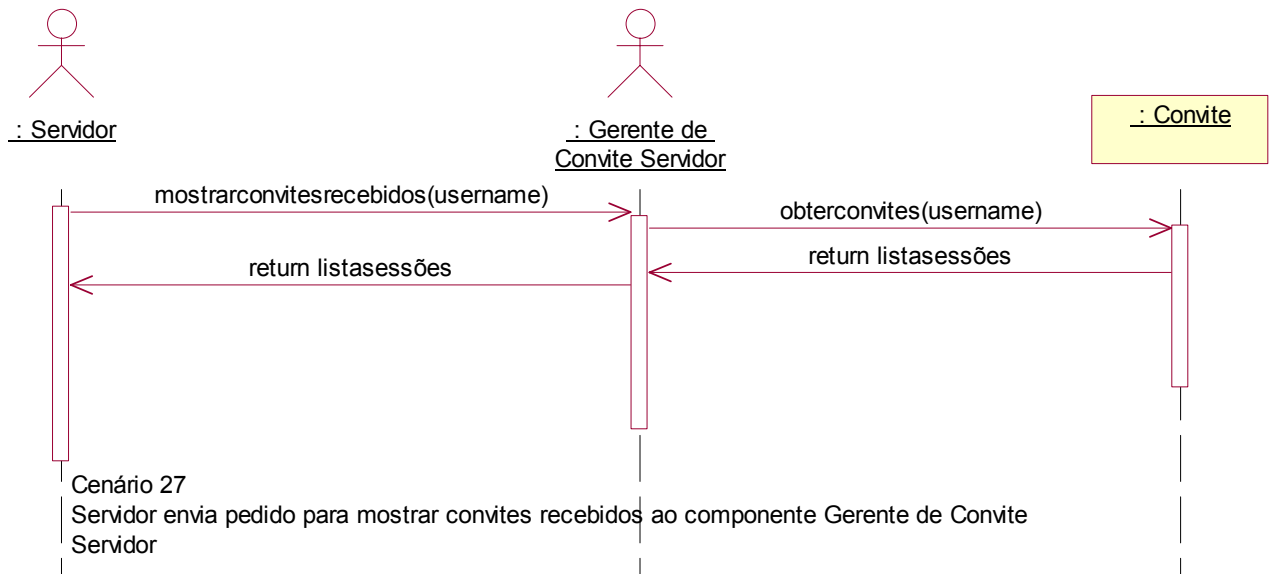 : Servidor
: Gerente de
Convite Servidor
: Convite
mostrarconvitesrecebidos(username)
obterconvites(username)
return listasessões
return listasessões
Cenário 27
Servidor envia pedido para mostrar convites recebidos ao componente Gerente de Convite
Servidor